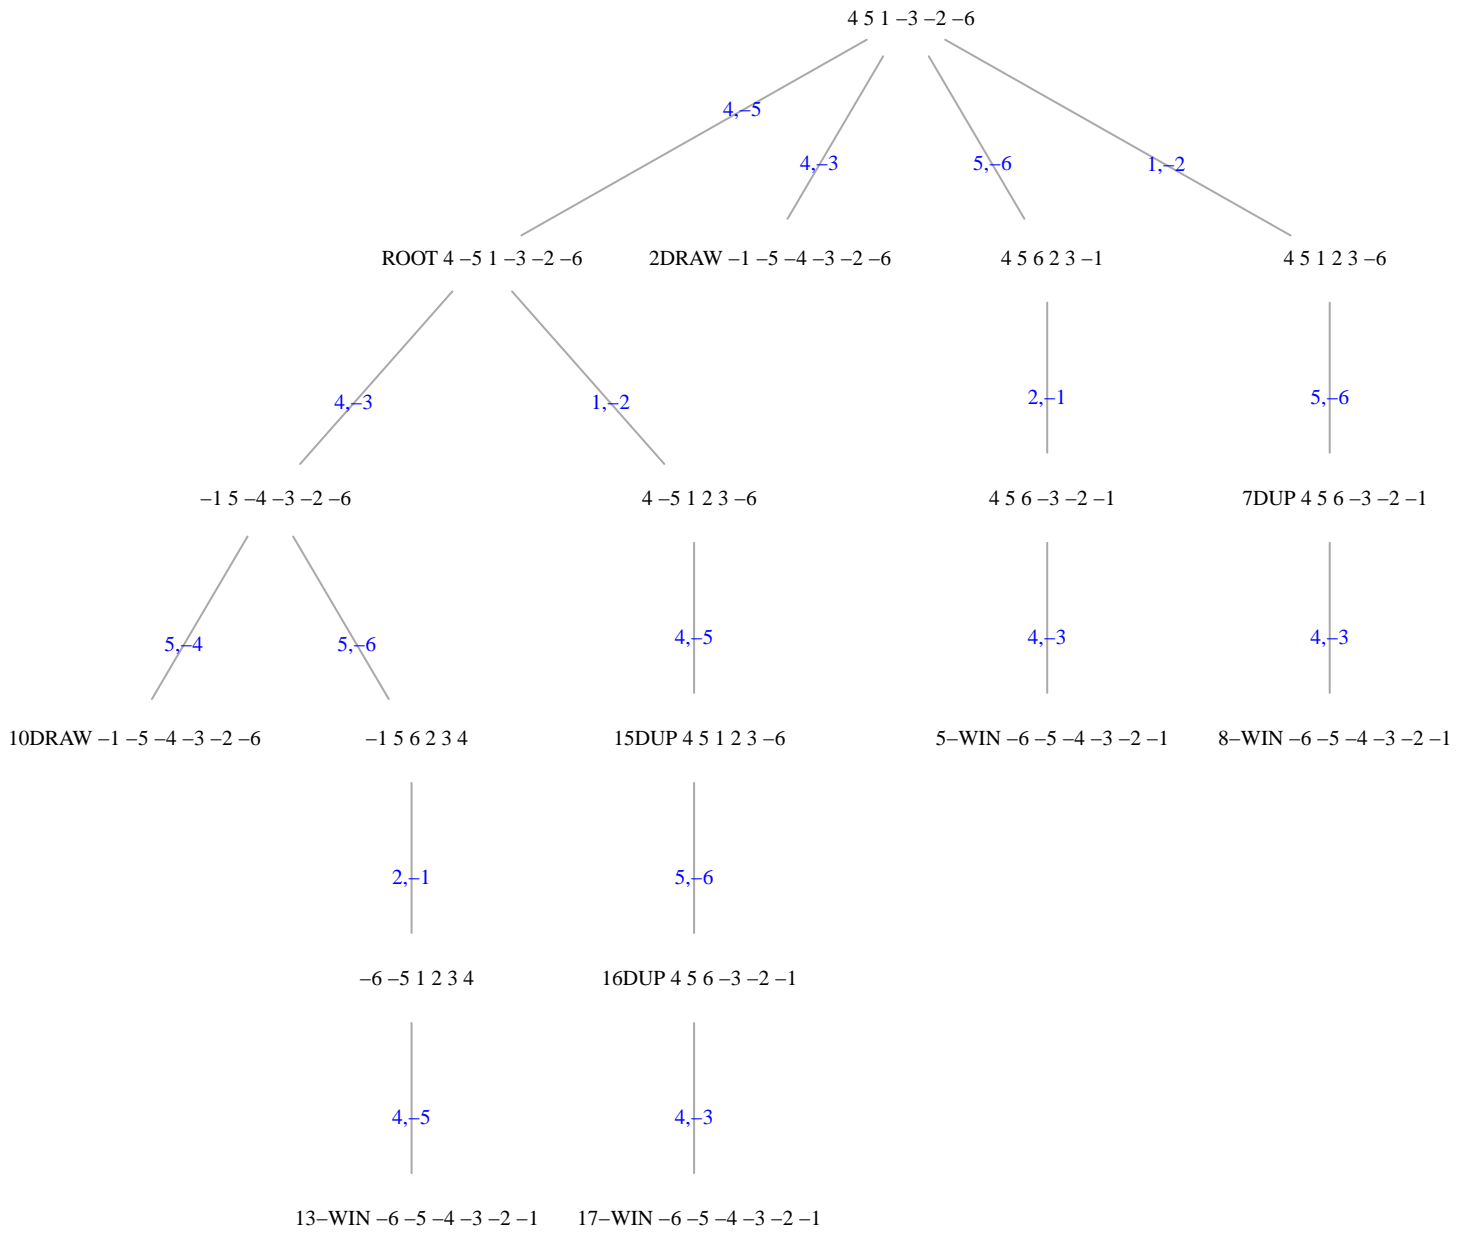 4 5 1 –3 –2 –6
4,–5
4,–3
5,–6
1,–2
ROOT 4 –5 1 –3 –2 –6
2DRAW –1 –5 –4 –3 –2 –6
4 5 6 2 3 –1
4 5 1 2 3 –6
4,–3
1,–2
2,–1
5,–6
–1 5 –4 –3 –2 –6
4 –5 1 2 3 –6
4 5 6 –3 –2 –1
7DUP 4 5 6 –3 –2 –1
5,–4
5,–6
4,–5
4,–3
4,–3
10DRAW –1 –5 –4 –3 –2 –6
–1 5 6 2 3 4
15DUP 4 5 1 2 3 –6
5–WIN –6 –5 –4 –3 –2 –1
8–WIN –6 –5 –4 –3 –2 –1
2,–1
5,–6
–6 –5 1 2 3 4
16DUP 4 5 6 –3 –2 –1
4,–5
4,–3
13–WIN –6 –5 –4 –3 –2 –1
17–WIN –6 –5 –4 –3 –2 –1